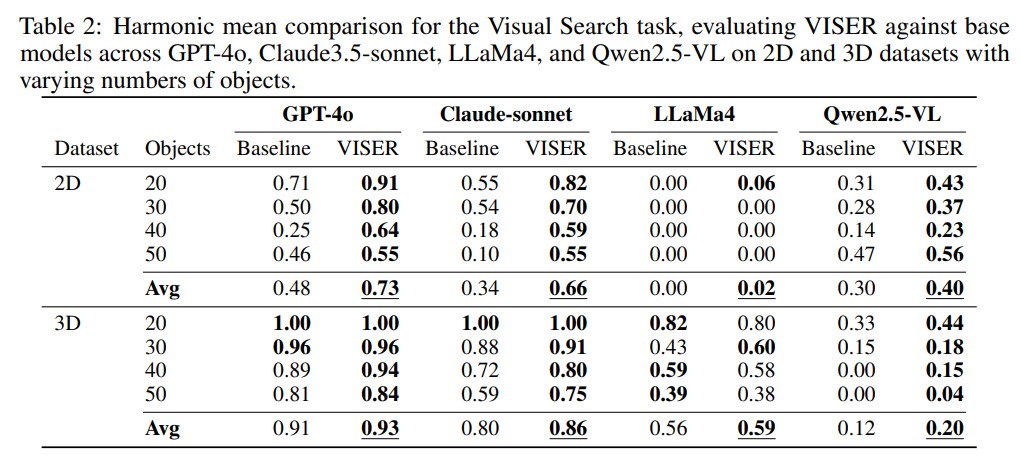 Table 2: Harmonic mean comparison for the Visual Search task, evaluating VISER against base
models across GPT-4o, Claude3.5-sonnet, LLaMa4, and Qwen2.5-VL on 2D and 3D datasets with
varying numbers of objects.
GPT-4o Claude-sonnet LLaMa4 Qwen2.5-VL
Dataset Objects Baseline VISER Baseline VISER Baseline VISER Baseline VISER
2D 20 0.71 0.91 0.55 0.82 0.00 0.06 0.31 0.43
30 0.50 0.80 0.54 0.70 0.00 0.00 0.28 0.37
40 0.25 0.64 0.18 0.59 0.00 0.00 0.14 0.23
50 0.46 0.55 0.10 0.55 0.00 0.00 0.47 0.56
Avg 0.48 0.73 0.34 0.66 0.00 0.02 0.30 0.40
3D 20 1.00 1.00 1.00 1.00 0.82 0.80 0.33 0.44
30 0.96 0.96 0.88 0.91 0.43 0.60 0.15 0.18
40 0.89 0.94 0.72 0.80 0.59 0.58 0.00 0.15
50 0.81 0.84 0.59 0.75 0.39 0.38 0.00 0.04
Avg 0.91 0.93 0.80 0.86 0.56 0.59 0.12 0.20